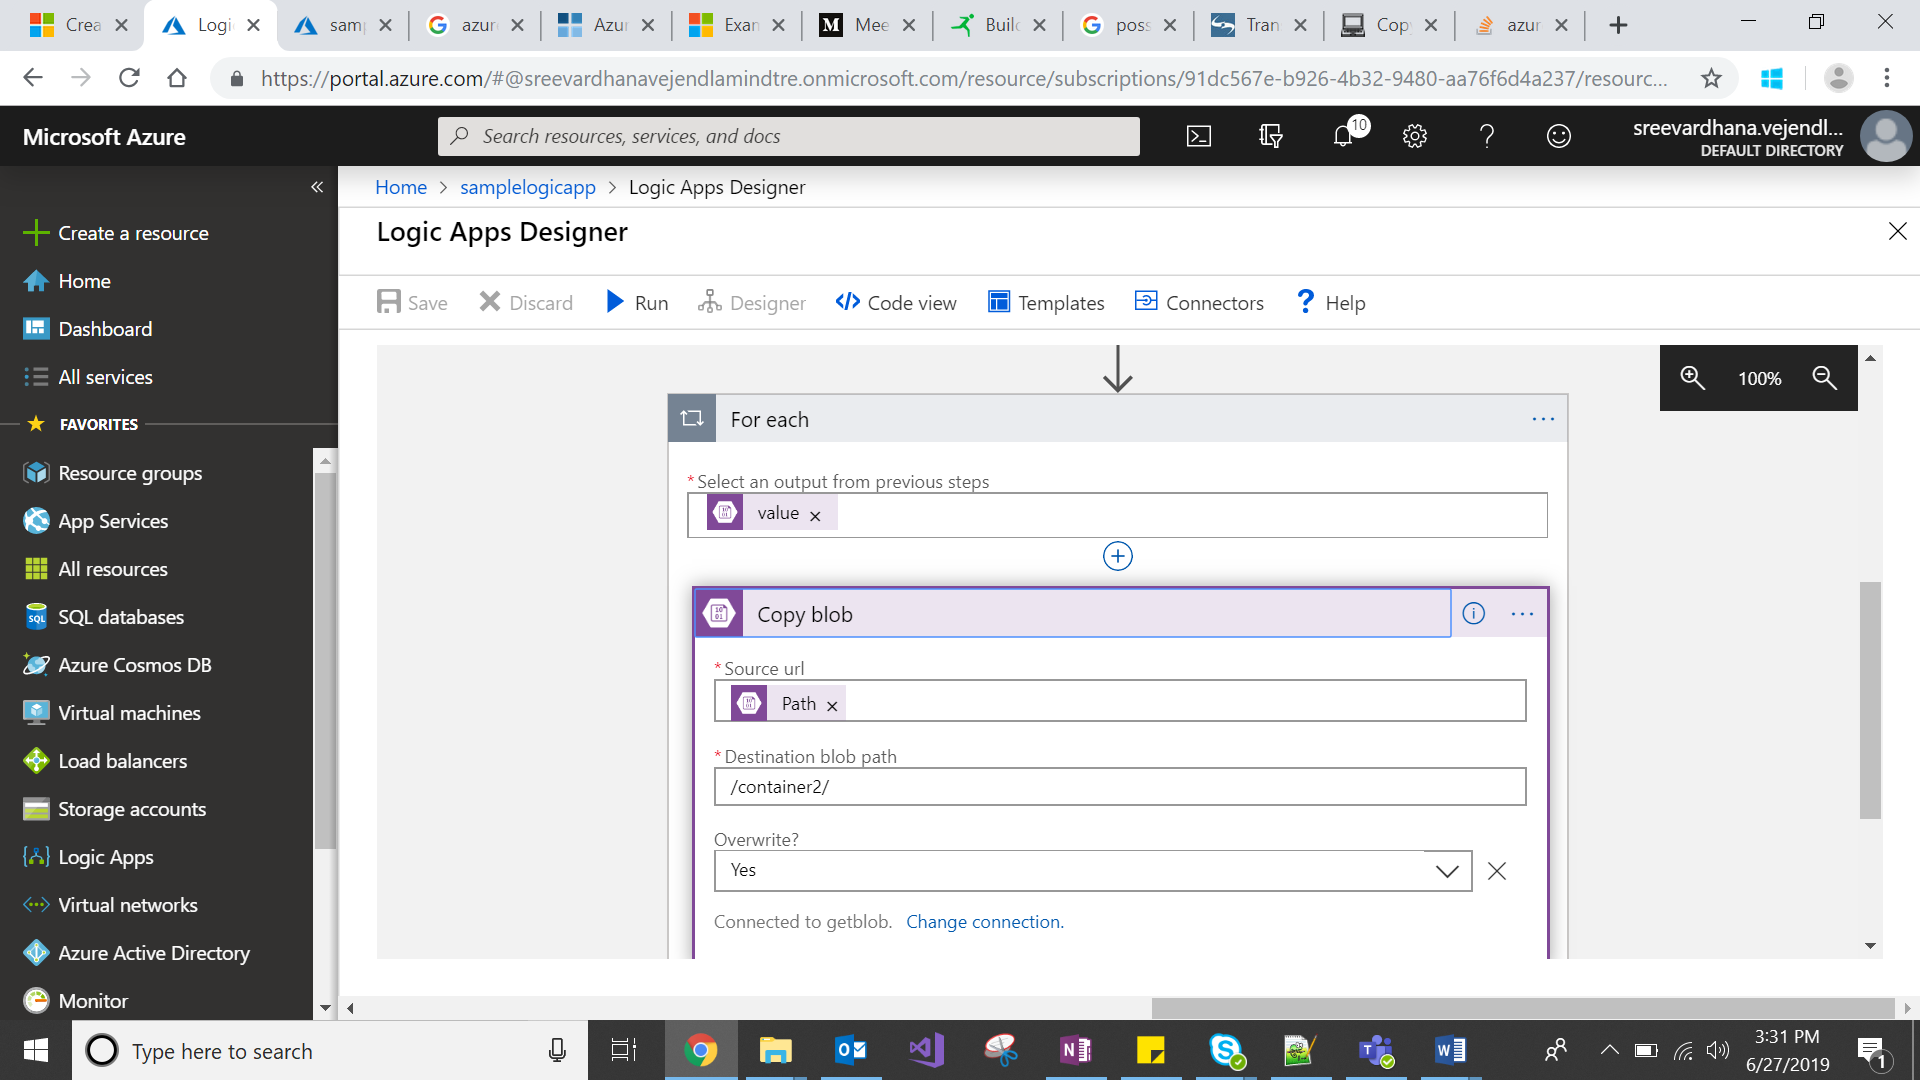 Crea
Logi
sam
azur
Azur
Exan
M Mee
Build
poss
Tran
Cop
azur
https://portal.azure.com/#@sreevardhanavejendlamindtre.onmicrosoft.com/resource/subscriptions/91dc567e-b926-4b32-9480-aa76f6d4a237/resourc...
Microsoft Azure
Search resources, services, and docs
10
sreevardhana.vejendl...
DEFAULT DIRECTORY
Home > samplelogicapp > Logic Apps Designer
Logic Apps Designer
Save
Discard
Run
Designer
Code view
Templates
Connectors
Help
Create a resource
Home
Dashboard
All services
FAVORITES
Resource groups
App Services
All resources
SQL databases
Azure Cosmos DB
Virtual machines
Load balancers
Storage accounts
Logic Apps
Virtual networks
Azure Active Directory
Monitor
100%
For each
* Select an output from previous steps
value
Copy blob
* Source url
Path
* Destination blob path
/container2/
Overwrite?
Yes
Connected to getblob. Change connection.
Type here to search
3:31 PM
6/27/2019
1